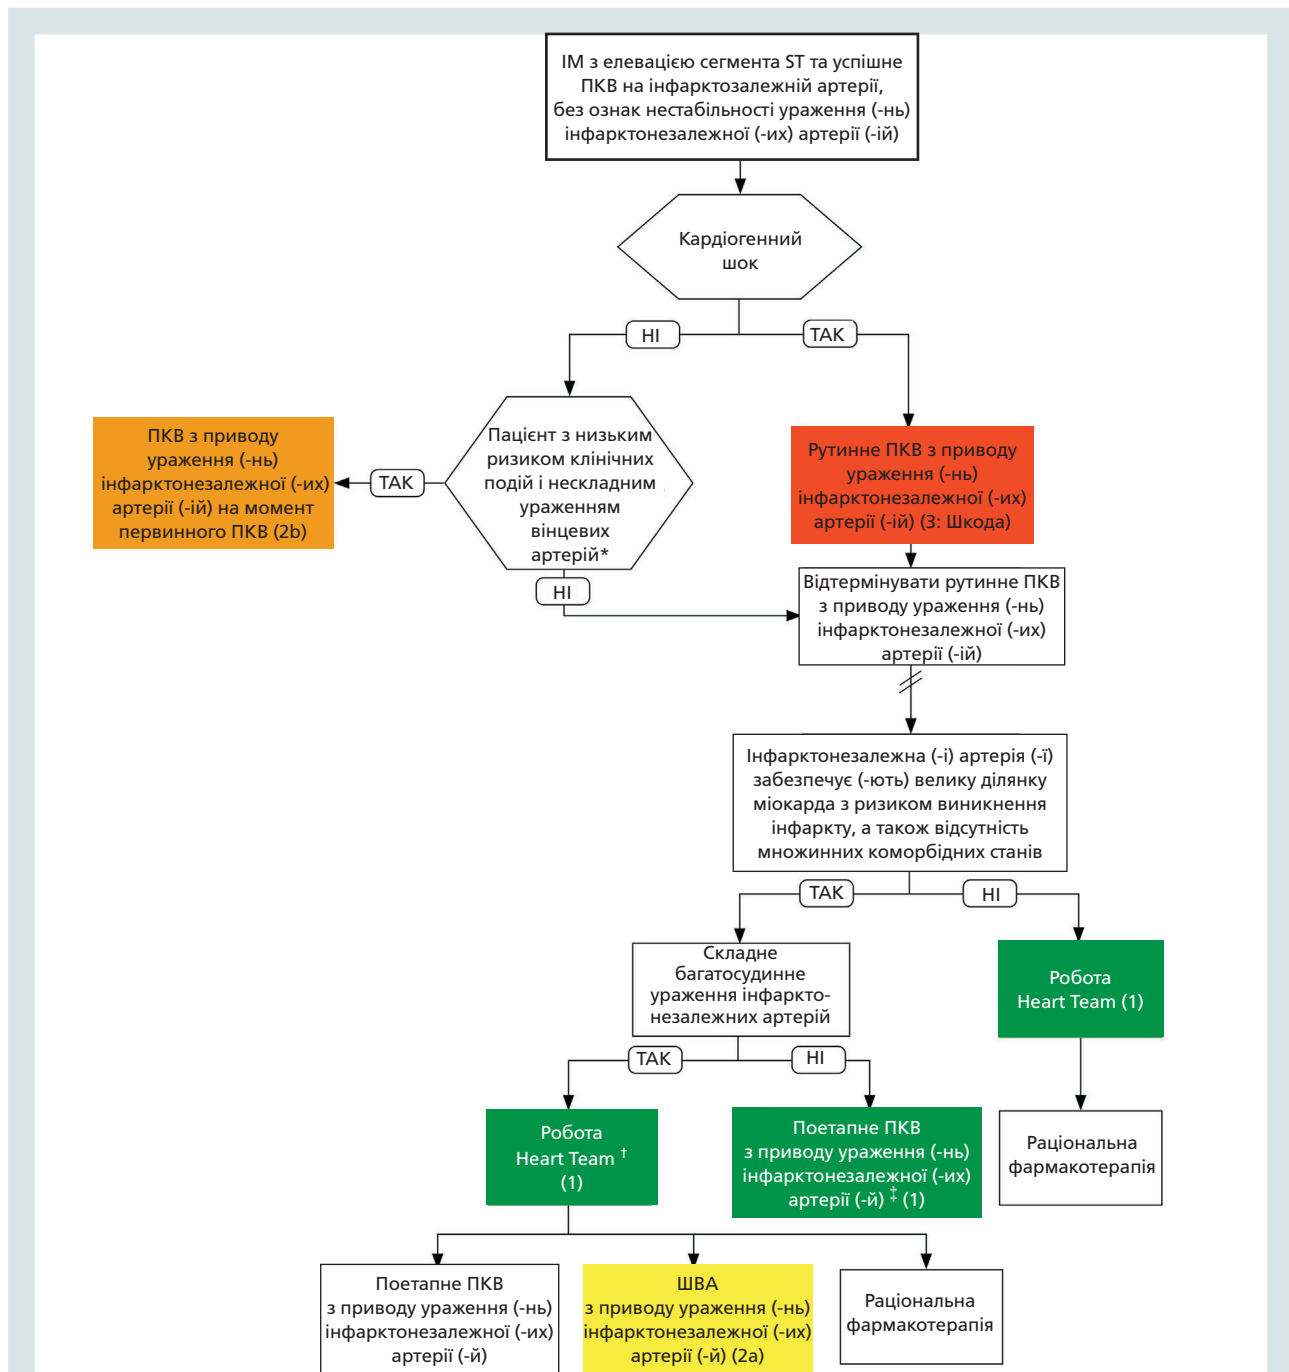 ІМ з елевацією сегмента ST та успішне
ПКВ на інфарктозалежній артерії,
без ознак нестабільності ураження (-нь)
інфарктонезалежної (-их) артерії (-ій)
Кардіогенний
шок
НІ
ТАК
Пацієнт з низьким
ризиком клінічних
подій і нескладним
ураженням
вінцевих
артерій*
ТАК
ПКВ з приводу
ураження (-нь)
інфарктонезалежної (-их)
артерії (-ій) на момент
первинного ПКВ (2b)
Рутинне ПКВ з приводу
ураження (-нь)
інфарктонезалежної (-их)
артерії (-ій) (3: Шкода)
НІ
Відтермінувати рутинне ПКВ
з приводу ураження (-нь)
інфарктонезалежної (-их)
артерії (-ій)
Інфарктонезалежна (-і) артерія (-ї)
забезпечує (-ють) велику ділянку
міокарда з ризиком виникнення
інфаркту, а також відсутність
множинних коморбідних станів
ТАК
НІ
Складне
багатосудинне
ураження інфаркто-
незалежних артерій
Робота
Heart Team (1)
ТАК
НІ
Робота
Heart Team †
(1)
Поетапне ПКВ
з приводу ураження (-нь)
інфарктонезалежної (-их)
артерії (-й) ‡ (1)
Раціональна
фармакотерапія
Поетапне ПКВ
з приводу ураження (-нь)
інфарктонезалежної (-их)
артерії (-й)
ШВА
з приводу ураження (-нь)
інфарктонезалежної (-их)
артерії (-й) (2a)
Раціональна
фармакотерапія